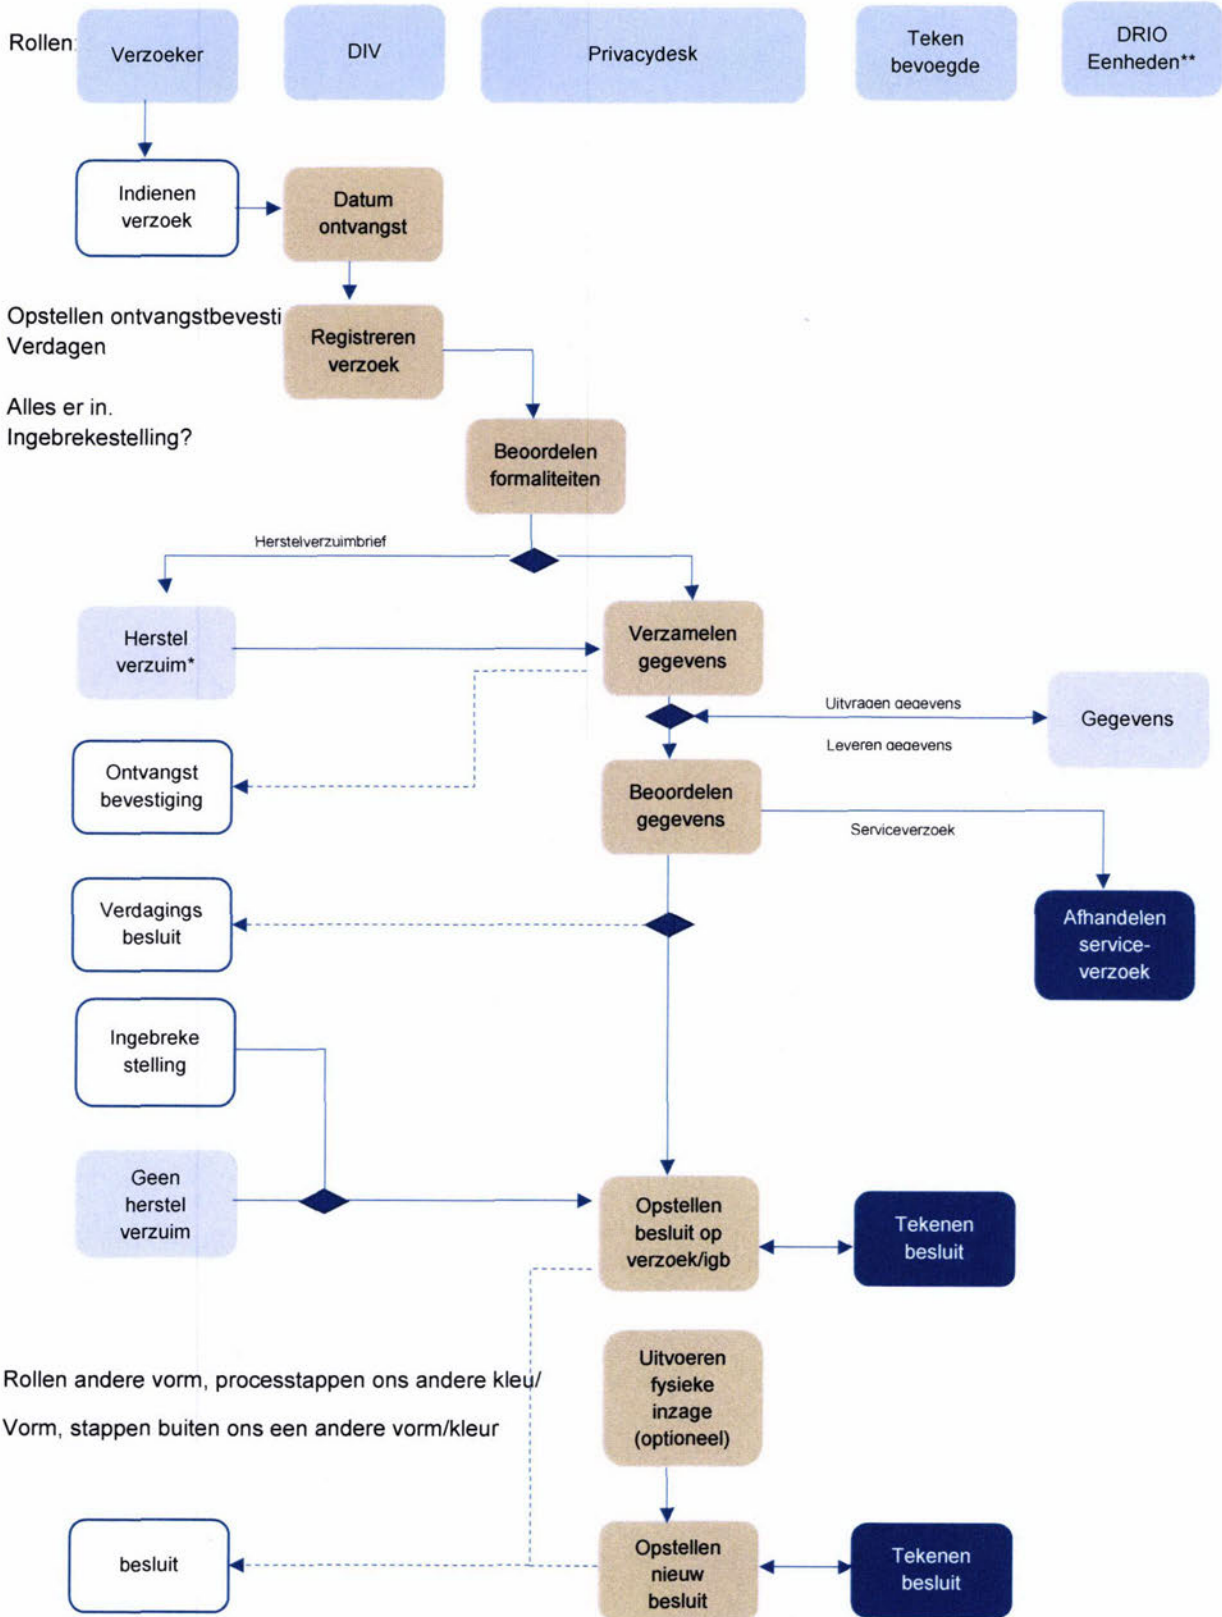 Rollen:
Verzoeker
DIV
Privacydesk
Teken
bevoegde
DRIO
Eenheden**
Indienen
verzoek
Datum
ontvangst
Opstellen ontvangstbevesti
Verdagen
Registreren
verzoek
Alles er in.
Ingebrekestelling?
Beoordelen
formaliteiten
Herstelverzuimbrief
Herstel
verzuim*
Verzamelen
gegevens
Uitvragen gegevens
Gegevens
Leveren gegevens
Ontvangst
bevestiging
Beoordelen
gegevens
Serviceverzoek
Verdagings
besluit
Afhandelen
service-
verzoek
Ingebreke
stelling
Geen
herstel
verzuim
Opstellen
besluit op
verzoek/igb
Tekenen
besluit
Rollen andere vorm, processtappen ons andere kleu/
Vorm, stappen buiten ons een andere vorm/kleur
Uitvoeren
fysieke
inzage
(optioneel)
besluit
Opstellen
nieuw
besluit
Tekenen
besluit